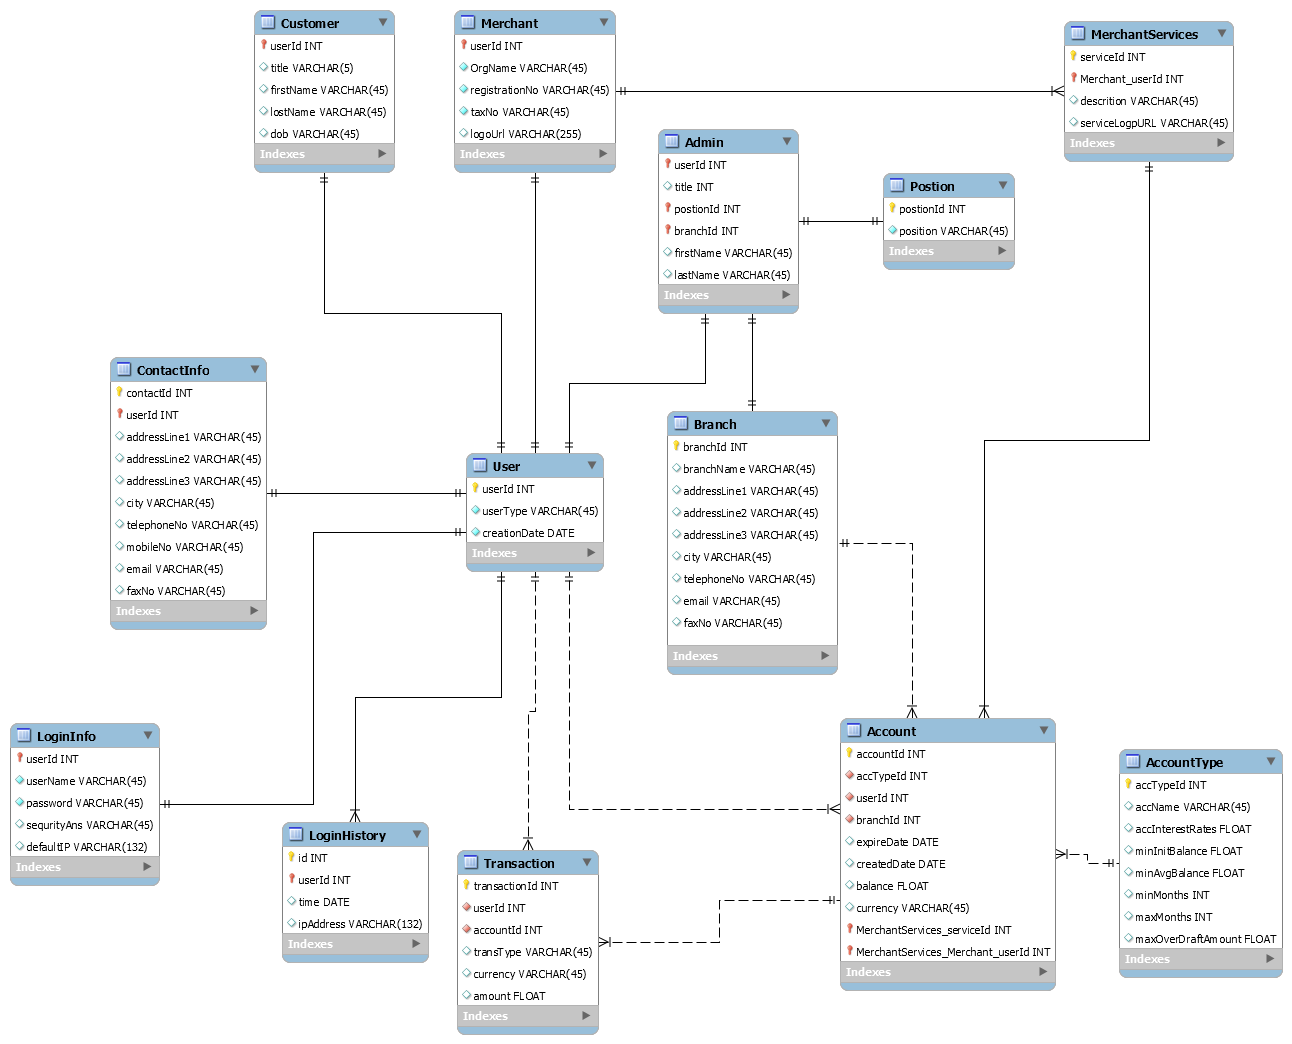 Customer
userId INT
title VARCHAR(5)
firstName VARCHAR(45)
lostName VARCHAR(45)
dob VARCHAR(45)
Indexes
Merchant
userId INT
OrgName VARCHAR(45)
registrationNo VARCHAR(45)
taxNo VARCHAR(45)
logoUrl VARCHAR(255)
Indexes
MerchantServices
serviceId INT
Merchant_userId INT
descrition VARCHAR(45)
serviceLogpURL VARCHAR(45)
Indexes
Admin
userId INT
title INT
postionId INT
branchId INT
firstName VARCHAR(45)
lastName VARCHAR(45)
Indexes
Postion
postionId INT
position VARCHAR(45)
Indexes
ContactInfo
contactId INT
userId INT
addressLine1 VARCHAR(45)
addressLine2 VARCHAR(45)
addressLine3 VARCHAR(45)
city VARCHAR(45)
telephoneNo VARCHAR(45)
mobileNo VARCHAR(45)
email VARCHAR(45)
faxNo VARCHAR(45)
Indexes
User
userId INT
userType VARCHAR(45)
creationDate DATE
Indexes
Branch
branchId INT
branchName VARCHAR(45)
addressLine1 VARCHAR(45)
addressLine2 VARCHAR(45)
addressLine3 VARCHAR(45)
city VARCHAR(45)
telephoneNo VARCHAR(45)
email VARCHAR(45)
faxNo VARCHAR(45)
Indexes
LoginInfo
userId INT
userName VARCHAR(45)
password VARCHAR(45)
sequrityAns VARCHAR(45)
defaultIP VARCHAR(132)
Indexes
LoginHistory
id INT
userId INT
time DATE
ipAddress VARCHAR(132)
Indexes
Transaction
transactionId INT
userId INT
accountId INT
transType VARCHAR(45)
currency VARCHAR(45)
amount FLOAT
Indexes
Account
accountId INT
accTypeId INT
userId INT
branchId INT
expireDate DATE
createdDate DATE
balance FLOAT
currency VARCHAR(45)
MerchantServices_serviceId INT
MerchantServices_Merchant_userId INT
Indexes
AccountType
accTypeId INT
accName VARCHAR(45)
accInterestRates FLOAT
minInitBalance FLOAT
minAvgBalance FLOAT
minMonths INT
maxMonths INT
maxOverDraftAmount FLOAT
Indexes